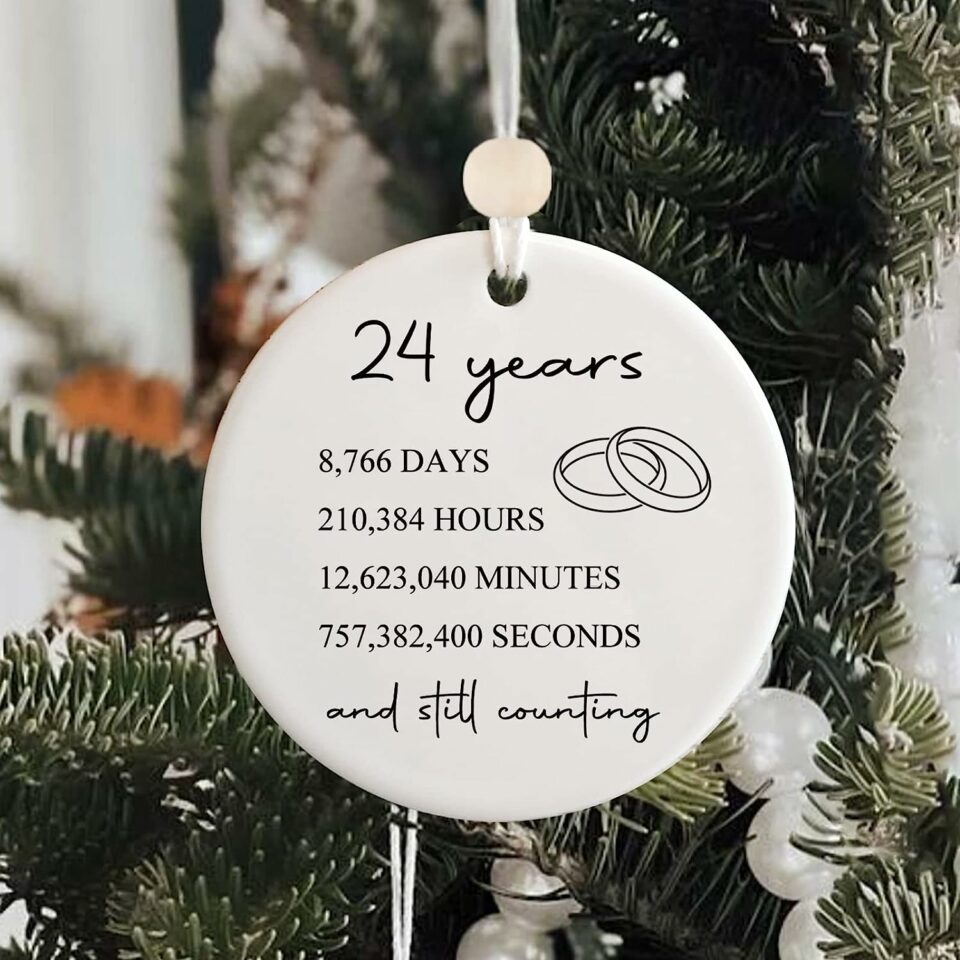 24 years
8,766 DAYS
210,384 HOURS
12,623,040 MINUTES
757,382,400 SECONDS
and still counting